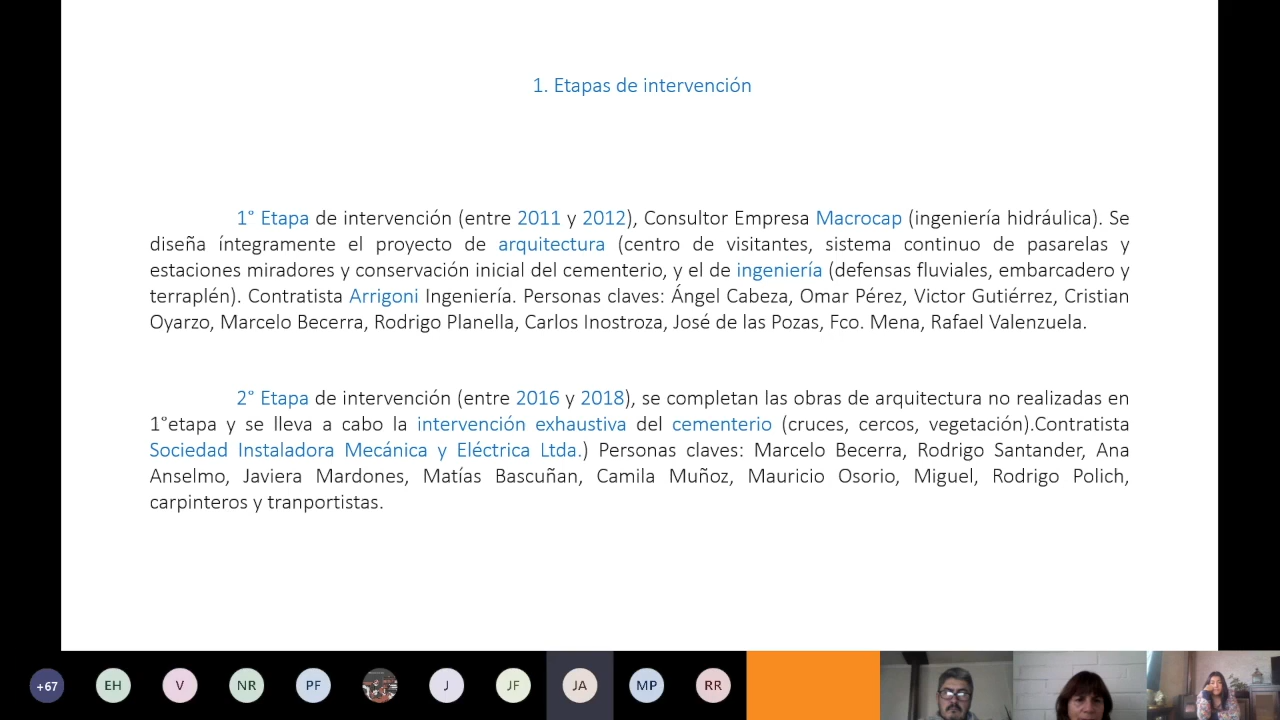 1. Etapas de intervención
1° Etapa de intervención (entre 2011 y 2012), Consultor Empresa Macrocap (ingeniería hidráulica). Se
diseña íntegramente el proyecto de arquitectura (centro de visitantes, sistema continuo de pasarelas y
estaciones miradores y conservación inicial del cementerio, y el de ingeniería (defensas fluviales, embarcadero y
terraplén). Contratista Arrigoni Ingeniería. Personas claves: Ángel Cabeza, Omar Pérez, Victor Gutiérrez, Cristian
Oyarzo, Marcelo Becerra, Rodrigo Planella, Carlos Inostroza, José de las Pozas, Fco. Mena, Rafael Valenzuela.
2° Etapa de intervención (entre 2016 y 2018), se completan las obras de arquitectura no realizadas en
1°etapa y se lleva a cabo la intervención exhaustiva del cementerio (cruces, cercos, vegetación).Contratista
Sociedad Instaladora Mecánica y Eléctrica Ltda.) Personas claves: Marcelo Becerra, Rodrigo Santander, Ana
Anselmo, Javiera Mardones, Matías Bascuñan, Camila Muñoz, Mauricio Osorio, Miguel, Rodrigo Polich,
carpinteros y tranportistas.
+67 EH V NR PF J JF JA MP RR